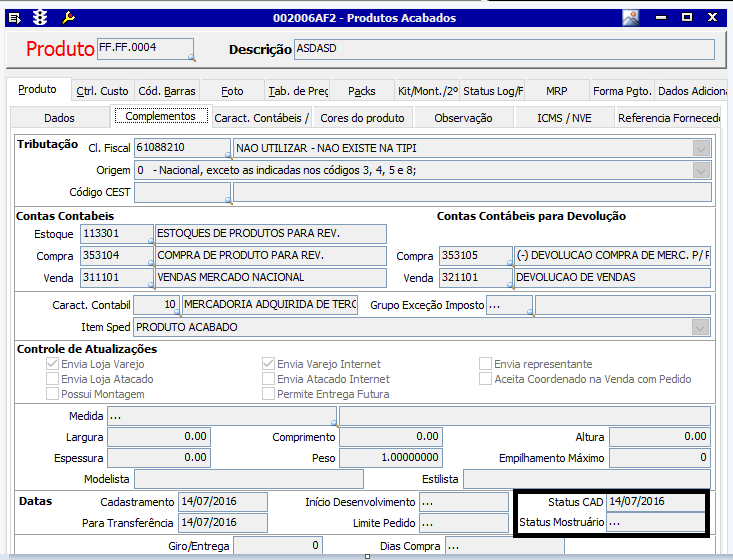 002006AF2 - Produtos Acabados
Produto FF.FF.0004 Descrição ASDASD
Produto Ctrl. Custo Cód. Barras Foto Tab. de Preç Packs Kit/Mont./2º Status Log/F MRP Forma Pgto. Dados Adiciona
Dados Complementos Caract. Contábeis / Cores do produto Observação ICMS / NVE Referencia Fornecedo
Tributação Cl. Fiscal 61088210 NAO UTILIZAR - NAO EXISTE NA TIPI
Origem 0 - Nacional, exceto as indicadas nos códigos 3, 4, 5 e 8;
Código CEST
Contas Contabeis Contas Contábeis para Devolução
Estoque 113301 ESTOQUES DE PRODUTOS PARA REV.
Compra 353104 COMPRA DE PRODUTO PARA REV. Compra 353105 (-) DEVOLUCAO COMPRA DE MERC. P/ F
Venda 311101 VENDAS MERCADO NACIONAL Venda 321101 DEVOLUCAO DE VENDAS
Caract. Contabil 10 MERCADORIA ADQUIRIDA DE TERC Grupo Exceção Imposto ...
Item Sped PRODUTO ACABADO
Controle de Atualizações
Envia Loja Varejo Envia Varejo Internet Envia representante
Envia Loja Atacado Envia Atacado Internet Aceita Coordenado na Venda com Pedido
Possui Montagem Permite Entrega Futura
Medida ...
Largura 0.00 Comprimento 0.00 Altura 0.00
Espessura 0.00 Peso 1.00000000 Empilhamento Máximo 0
Modelista Estilista
Datas Cadastramento 14/07/2016 Início Desenvolvimento ... Status CAD 14/07/2016
Para Transferência 14/07/2016 Limite Pedido ... Status Mostruário ...
Giro/Entrega 0 Dias Compra ...